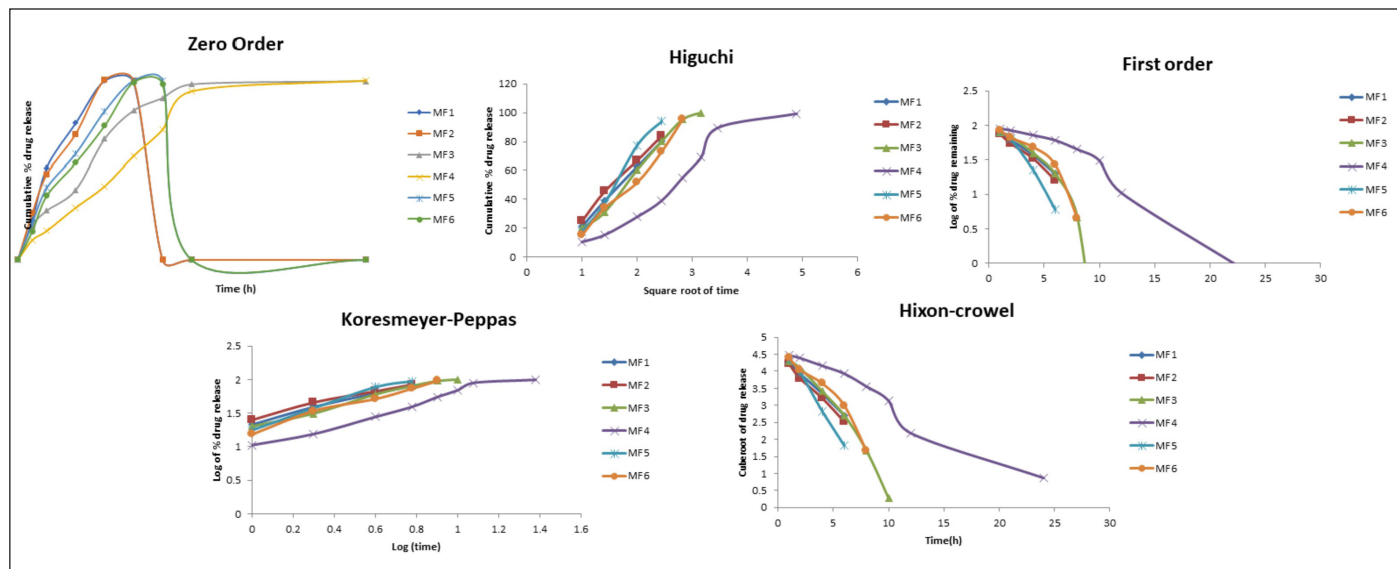 Zero Order
Cumulative % drug release
Time (h)
MF1
MF2
MF3
MF4
MF5
MF6
Higuchi
Cumulative % drug release
120
100
80
60
40
20
0
0 1 2 3 4 5 6
Square root of time
MF1
MF2
MF3
MF4
MF5
MF6
First order
Log of % drug remaining
2.5
2
1.5
1
0.5
0
0 5 10 15 20 25 30
MF1
MF2
MF3
MF4
MF5
MF6
Koresmeyer-Peppas
Log of % drug release
2.5
2
1.5
1
0.5
0
0 0.2 0.4 0.6 0.8 1 1.2 1.4 1.6
Log (time)
MF1
MF2
MF3
MF4
MF5
MF6
Hixon-crowel
Cuberoot of drug release
5
4.5
4
3.5
3
2.5
2
1.5
1
0.5
0
0 5 10 15 20 25 30
Time(h)
MF1
MF2
MF3
MF4
MF5
MF6